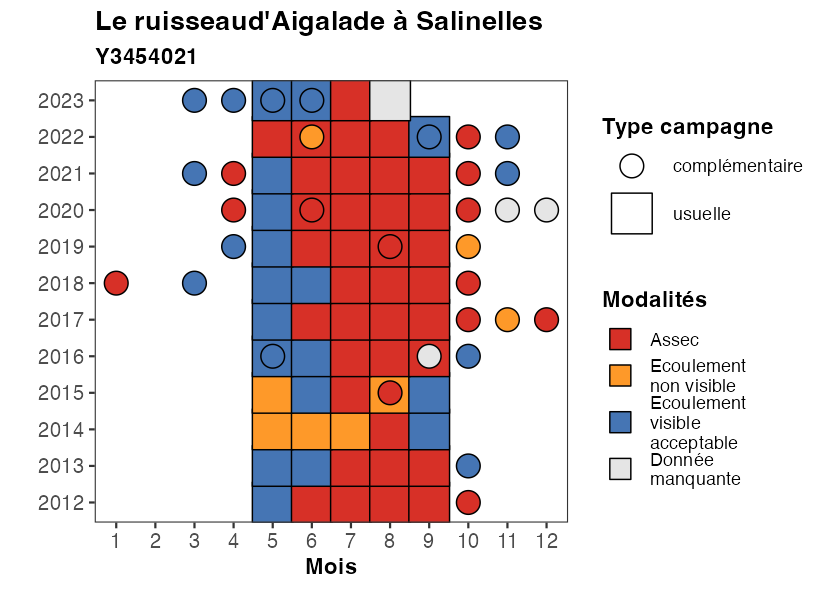 Le ruisseaud'Aigalade à Salinelles
Y3454021
2023
2022
2021
2020
2019
2018
2017
2016
2015
2014
2013
2012
1 2 3 4 5 6 7 8 9 10 11 12
Mois
Type campagne
complémentaire
usuelle
Modalités
Assec
Ecoulement
non visible
Ecoulement
visible
acceptable
Donnée
manquante